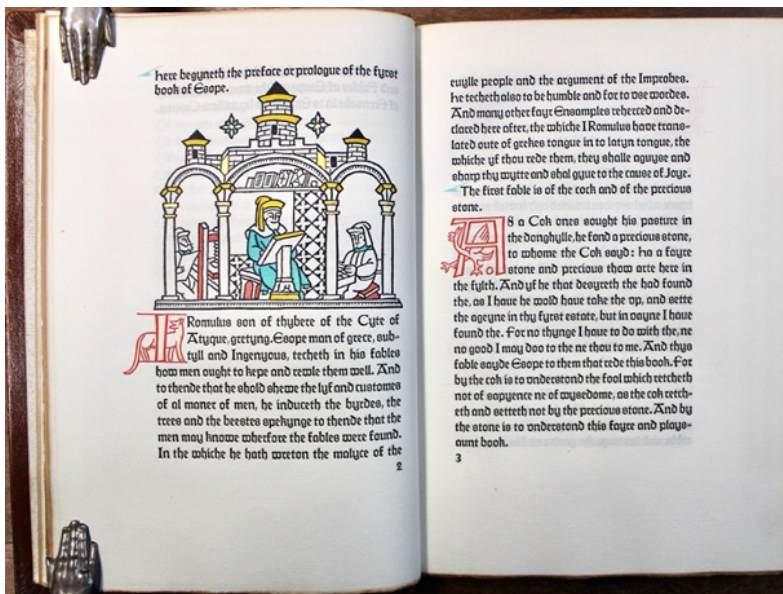 here begyneth the preface or prologue of the fyrst
book of Esope.
I Romulus son of thybere of the Cyte of
Atyque, gretyng. Esope man of grece, sub-
tyll and Ingenyous, techeth in his fables
how men ought to kepe and rewle them well. And
to thende that he shold shewe the lyf and customes
of al maner of men, he induceth the byrdes, the
trees and the beestes spekynge to thende that the
men may knowe wherfore the fables were found.
In the whiche he hath wreton the malyce of the
2
euylle people and the argument of the Improbes.
He techeth also to be humble and for to vse wordes.
And many other fayr Ensamples reherced and de-
clared here after, the whiche I Romulus haue trans-
lated oute of grekes tongue in to latyn tongue, the
whiche yf thou rede them, they shalle aguyse and
sharp thy wytte and shal gyue to the cause of Joye.
The first fable is of the cock and of the precious
stone.
AS a Cok ones sought his pasture in
the donghylle, he fond a precious stone,
to whome the Cok sayd: ha a fayre
stone and precious thow arte here in
the fylth. And yf he that desyreth the had found
the, as I haue he wold haue take the vp, and sette
the ageyne in thy fyrst estate, but in vayne I haue
found the. For no thynge I haue to do with the, ne
no good I may doo to the ne thou to me. And thys
fable sayde Esope to them that rede this book. For
by the cok is to vnderstond the fool which retcheth
not of sapyence ne of wysedome, as the cok retch-
eth and setteth not by the precious stone. And by
the stone is to vnderstond this fayre and plays-
aunt book.
3